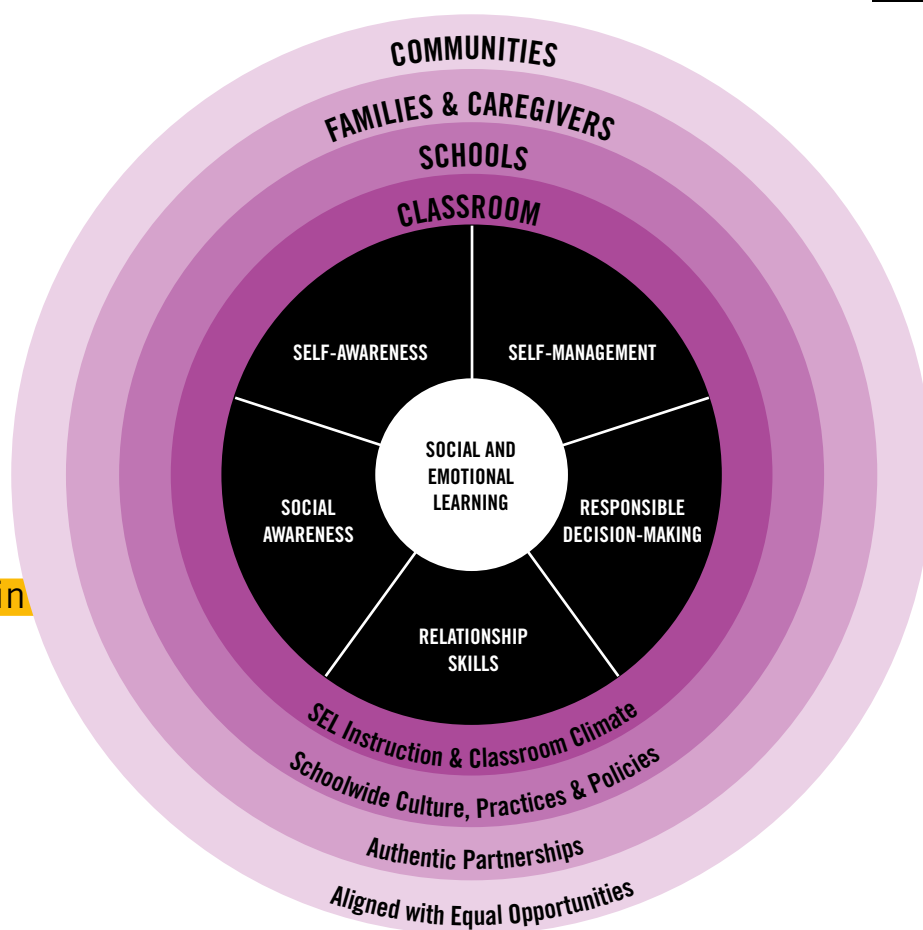 COMMUNITIES
FAMILIES & CAREGIVERS
SCHOOLS
CLASSROOM
SELF-AWARENESS
SELF-MANAGEMENT
SOCIAL AND
EMOTIONAL
LEARNING
SOCIAL
AWARENESS
RESPONSIBLE
DECISION-MAKING
in
RELATIONSHIP
SKILLS
SEL Instruction & Classroom Climate
Schoolwide Culture, Practices & Policies
Authentic Partnerships
Aligned with Equal Opportunities